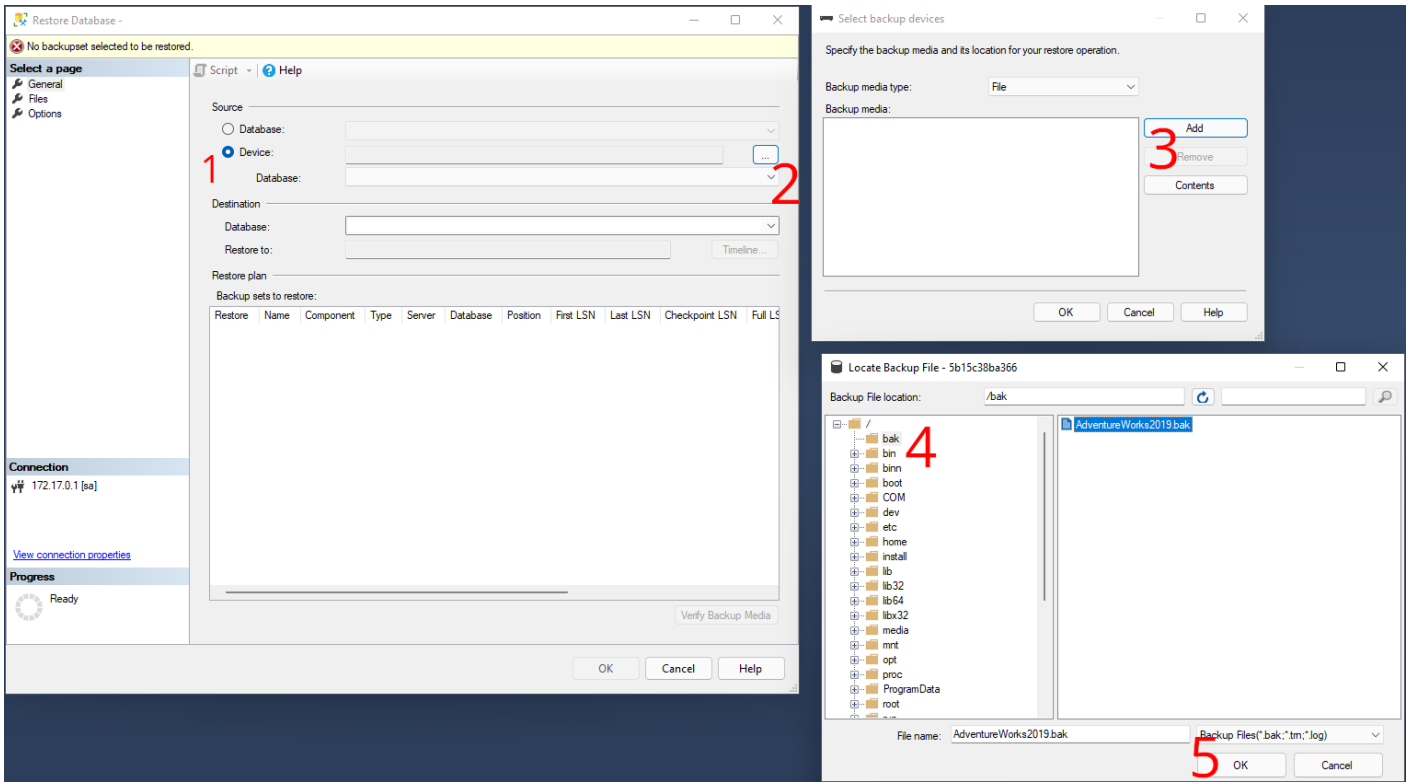 Restore Database -
No backupset selected to be restored.
Select a page
General
Files
Options
Script
Help
Source
Database:
1
Device:
...
2
Database:
Destination
Database:
Restore to:
Timeline...
Restore plan
Backup sets to restore:
Restore Name Component Type Server Database Position First LSN Last LSN Checkpoint LSN Full LS
Connection
172.17.0.1 [sa]
View connection properties
Progress
Ready
Verify Backup Media
OK Cancel Help
Select backup devices
Specify the backup media and its location for your restore operation.
Backup media type: File
Backup media:
Add
3
Remove
Contents
OK Cancel Help
Locate Backup File - 5b15c38ba366
Backup File location: /bak
/
bak
4
bin
binn
boot
COM
dev
etc
home
install
lib
lib32
lib64
libx32
media
mnt
opt
proc
ProgramData
root
AdventureWorks2019.bak
File name: AdventureWorks2019.bak
Backup Files(*.bak;*.trn;*.log)
5
OK Cancel